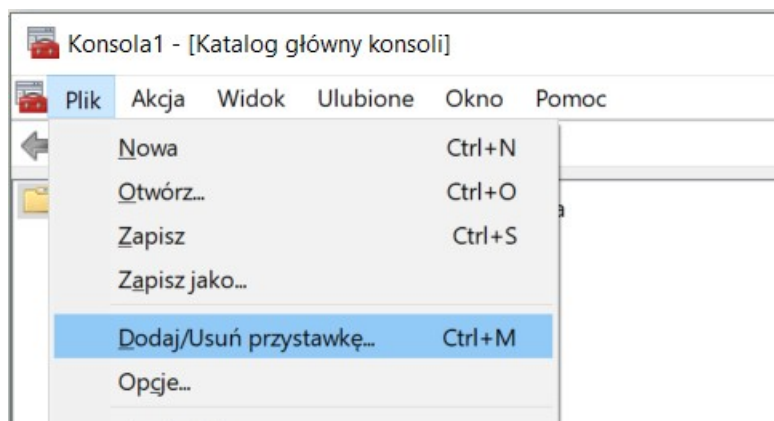 Konsola1 - [Katalog główny konsoli]
Plik Akcja Widok Ulubione Okno Pomoc
Nowa Ctrl+N
Otwórz... Ctrl+O
Zapisz Ctrl+S
Zapisz jako...
Dodaj/Usuń przystawkę... Ctrl+M
Opcje...